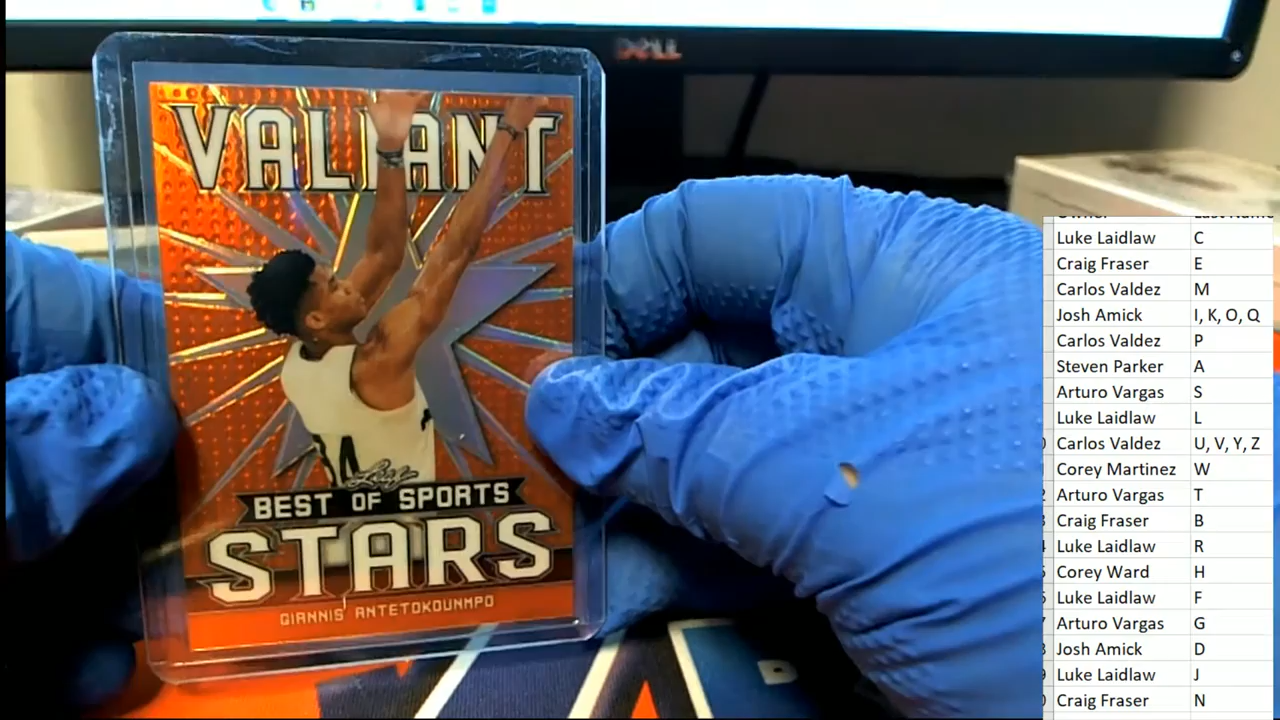 DELL
VALIANT
Leaf
BEST OF SPORTS
STARS
GIANNIS ANTETOKOUNMPO
Owner Last Name
Luke Laidlaw C
Craig Fraser E
Carlos Valdez M
Josh Amick I, K, O, Q
Carlos Valdez P
Steven Parker A
Arturo Vargas S
Luke Laidlaw L
Carlos Valdez U, V, Y, Z
Corey Martinez W
Arturo Vargas T
Craig Fraser B
Luke Laidlaw R
Corey Ward H
Luke Laidlaw F
Arturo Vargas G
Josh Amick D
Luke Laidlaw J
Craig Fraser N